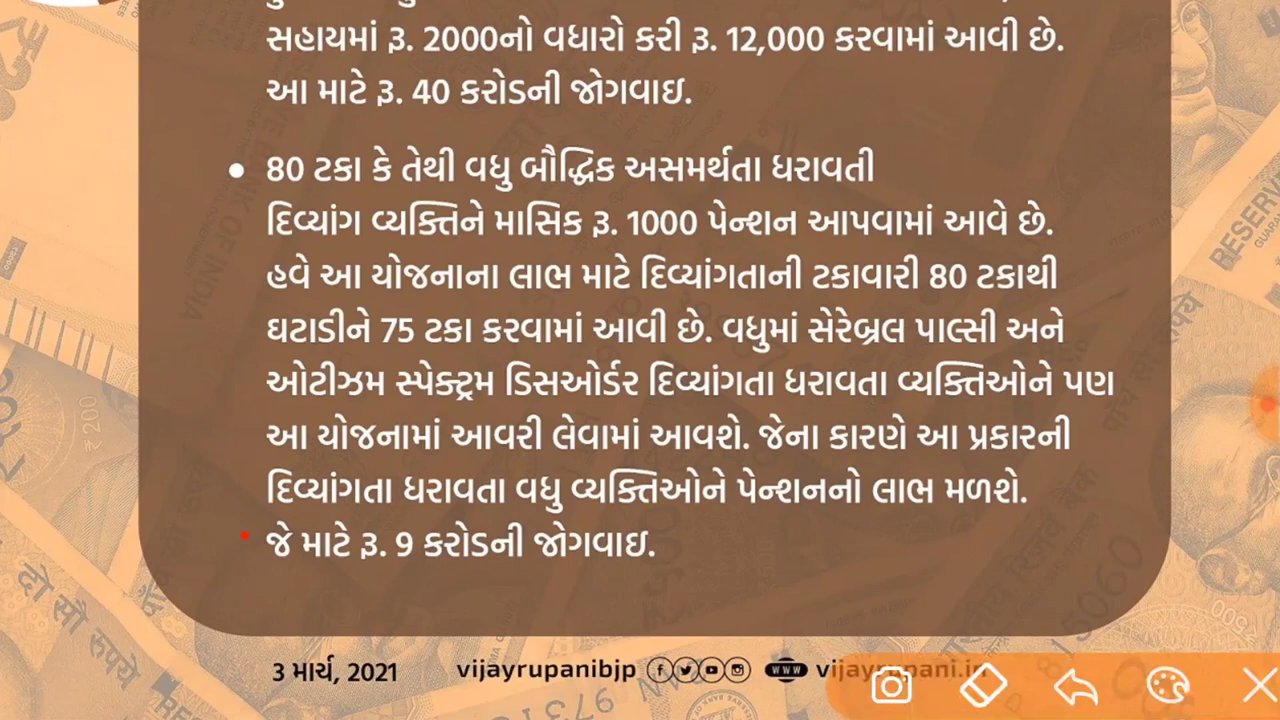 સહાયમાં રૂ. 2000નો વધારો કરી રૂ. 12,000 કરવામાં આવી છે.
આ માટે રૂ. 40 કરોડની જોગવાઇ.
• 80 ટકા કે તેથી વધુ બૌદ્ધિક અસમર્થતા ધરાવતી
દિવ્યાંગ વ્યક્તિને માસિક રૂ. 1000 પેન્શન આપવામાં આવે છે.
હવે આ યોજનાના લાભ માટે દિવ્યાંગતાની ટકાવારી 80 ટકાથી
ઘટાડીને 75 ટકા કરવામાં આવી છે. વધુમાં સેરેબ્રલ પાલ્સી અને
ઓટીઝમ સ્પેક્ટ્રમ ડિસઓર્ડર દિવ્યાંગતા ધરાવતા વ્યક્તિઓને પણ
આ યોજનામાં આવરી લેવામાં આવશે. જેના કારણે આ પ્રકારની
દિવ્યાંગતા ધરાવતા વધુ વ્યક્તિઓને પેન્શનનો લાભ મળશે.
જે માટે રૂ. 9 કરોડની જોગવાઇ.
3 માર્ચ, 2021 vijayrupanibjp www vijayrupani.in